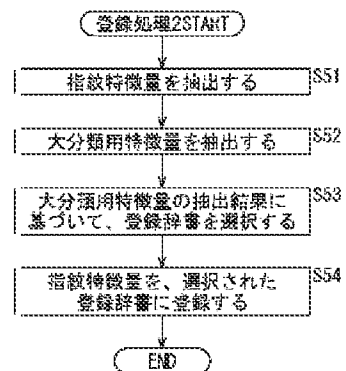 登録処理2START
指紋特徴量を抽出する
S51
大分類用特徴量を抽出する
S52
大分類用特徴量の抽出結果に
基づいて、登録辞書を選択する
S53
指紋特徴量を、選択された
登録辞書に登録する
S54
END